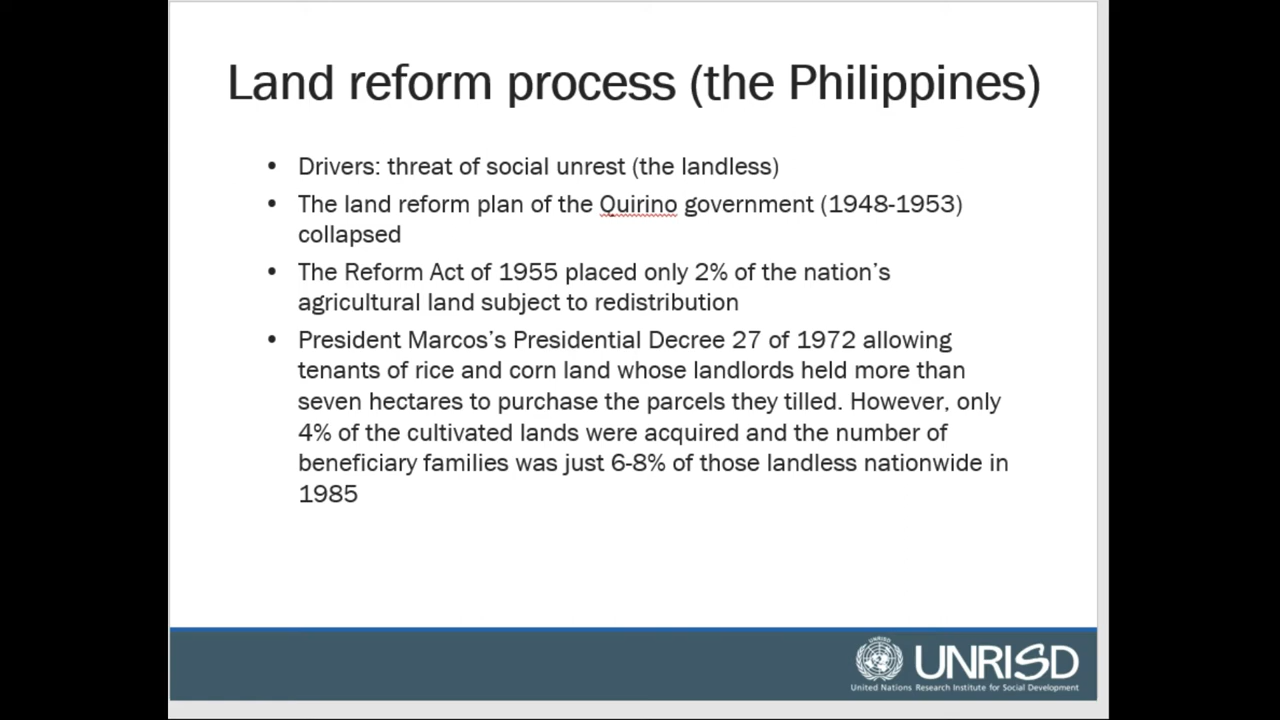 Land reform process (the Philippines)
• Drivers: threat of social unrest (the landless)
• The land reform plan of the Quirino government (1948-1953)
collapsed
• The Reform Act of 1955 placed only 2% of the nation's
agricultural land subject to redistribution
• President Marcos's Presidential Decree 27 of 1972 allowing
tenants of rice and corn land whose landlords held more than
seven hectares to purchase the parcels they tilled. However, only
4% of the cultivated lands were acquired and the number of
beneficiary families was just 6-8% of those landless nationwide in
1985
UNRISD
UNRISD
United Nations Research Institute for Social Development